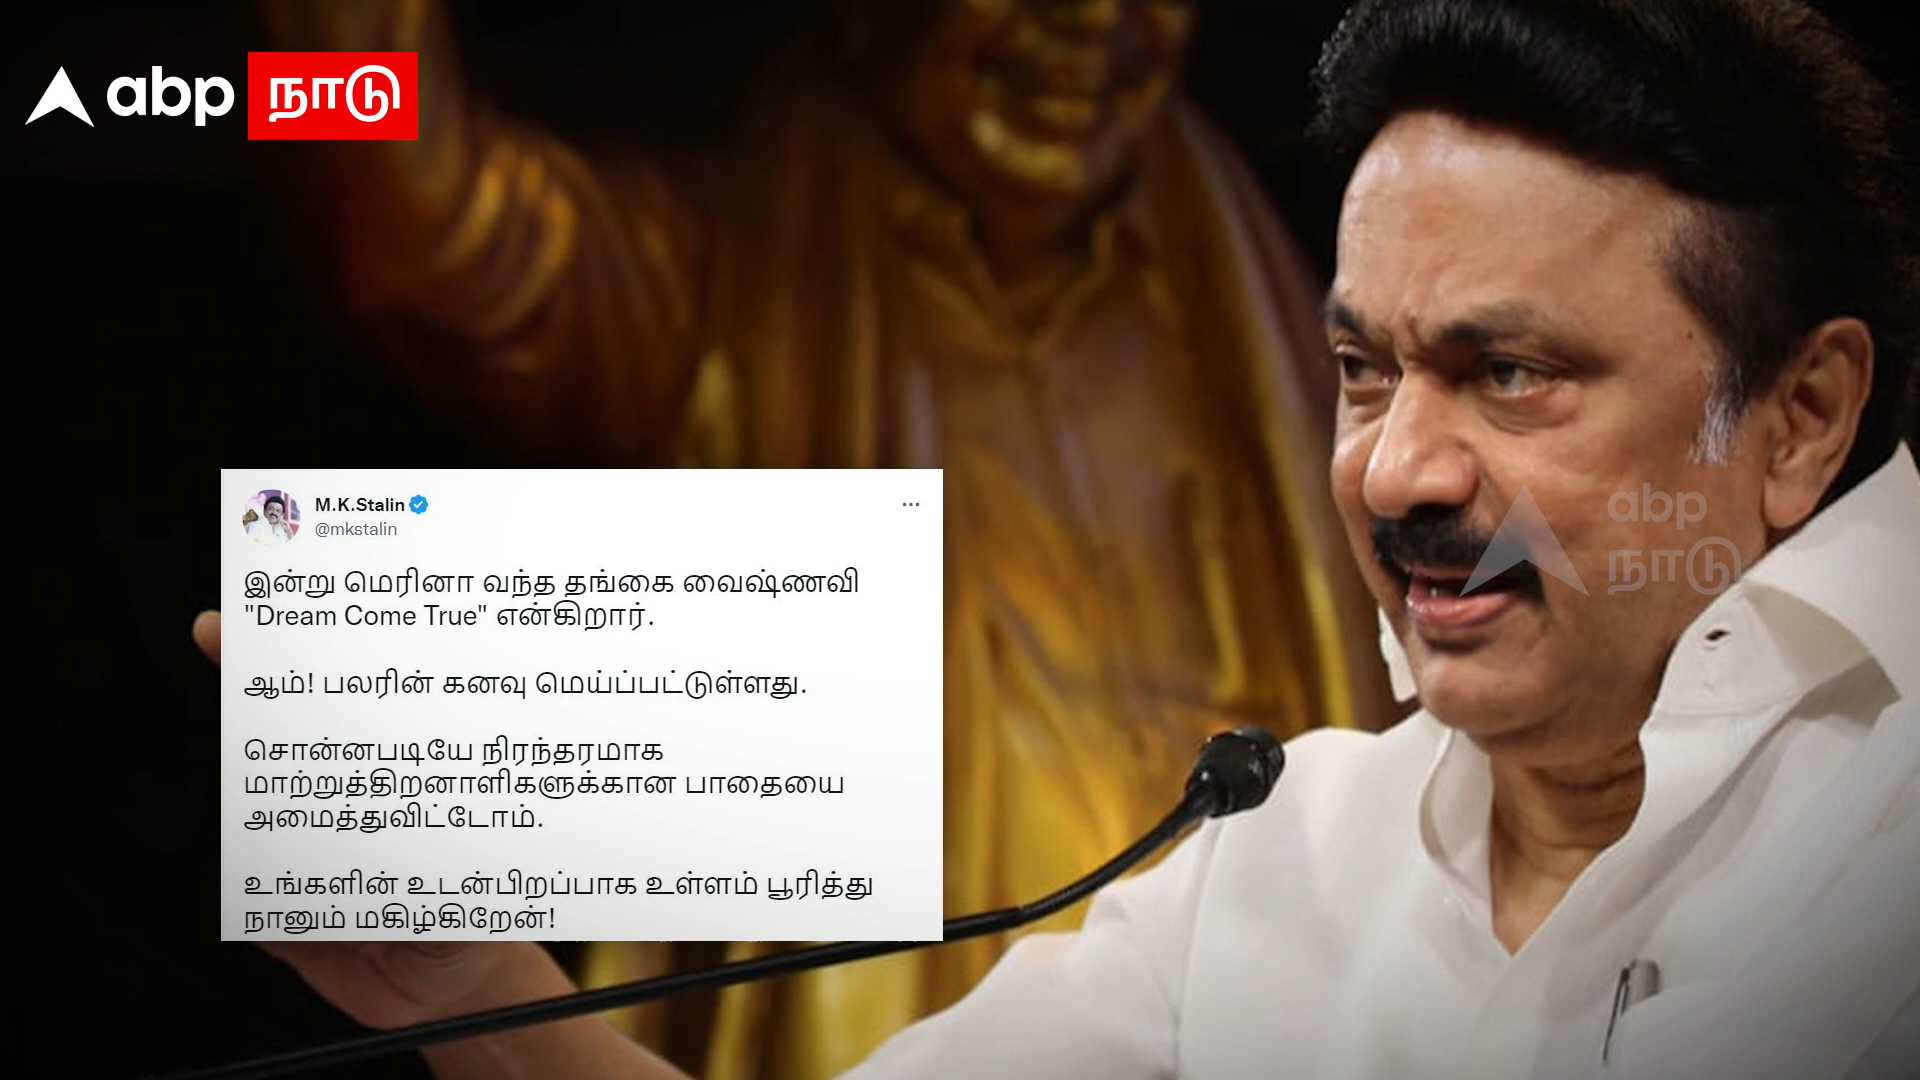 abp நாடு
M.K.Stalin
@mkstalin
இன்று மெரினா வந்த தங்கை வைஷ்ணவி
"Dream Come True" என்கிறார்.
ஆம்! பலரின் கனவு மெய்ப்பட்டுள்ளது.
சொன்னபடியே நிரந்தரமாக
மாற்றுத்திறனாளிகளுக்கான பாதையை
அமைத்துவிட்டோம்.
உங்களின் உடன்பிறப்பாக உள்ளம் பூரித்து
நானும் மகிழ்கிறேன்!
abp
நாடு